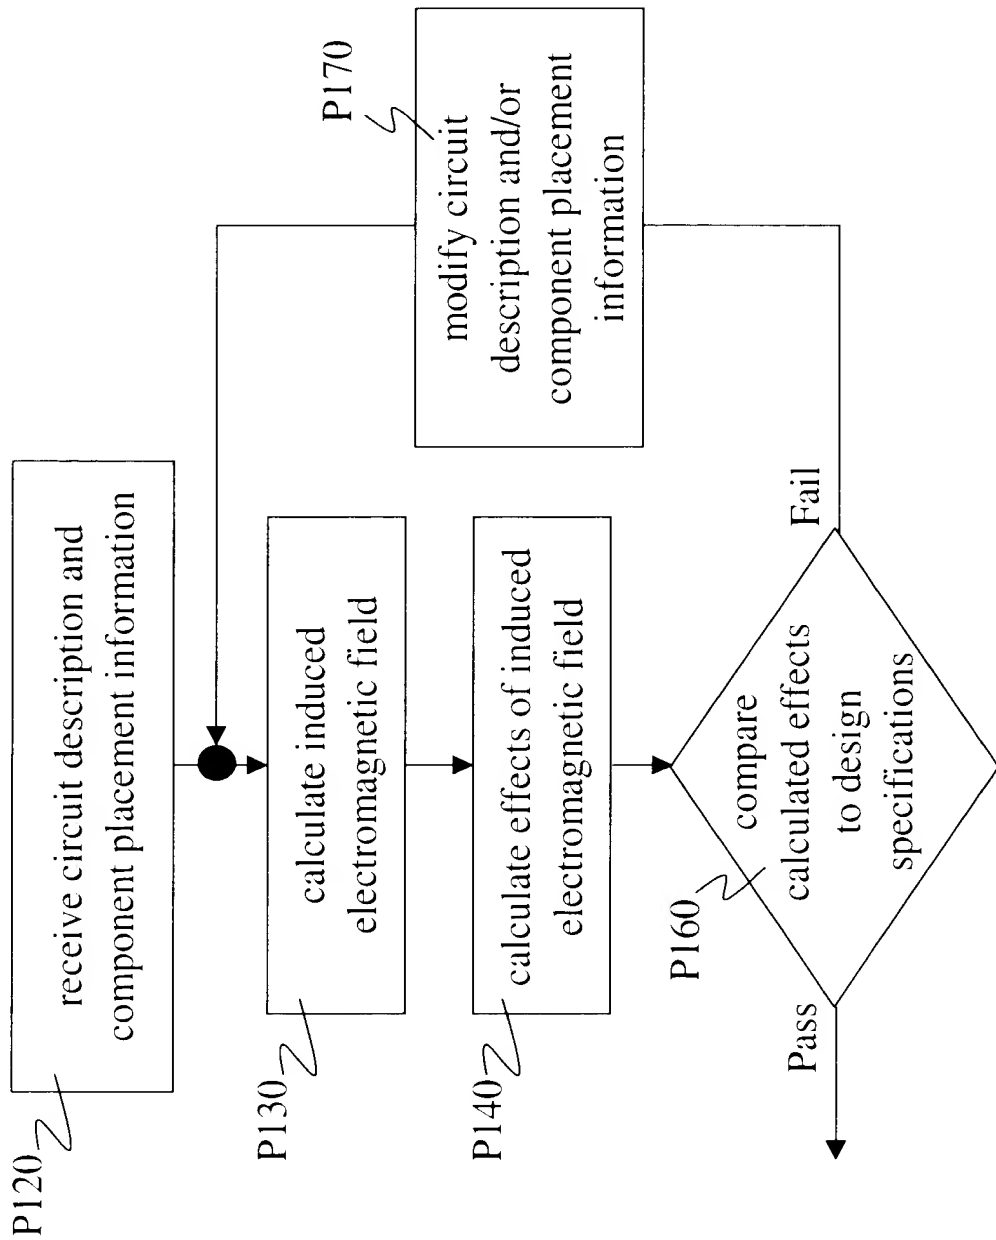 P120
receive circuit description and
component placement information
P130
calculate induced
electromagnetic field
P140
calculate effects of induced
electromagnetic field
P160
compare
calculated effects
to design
specifications
Pass
Fail
P170
modify circuit
description and/or
component placement
information